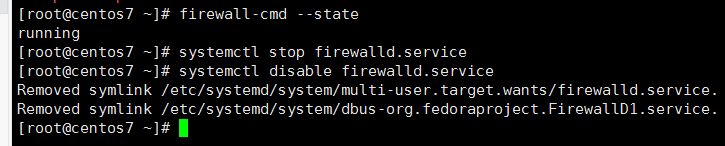 [root@centos7 ~]# firewall-cmd --state
running
[root@centos7 ~]# systemctl stop firewalld.service
[root@centos7 ~]# systemctl disable firewalld.service
Removed symlink /etc/systemd/system/multi-user.target.wants/firewalld.service.
Removed symlink /etc/systemd/system/dbus-org.fedoraproject.FirewallD1.service.
[root@centos7 ~]#